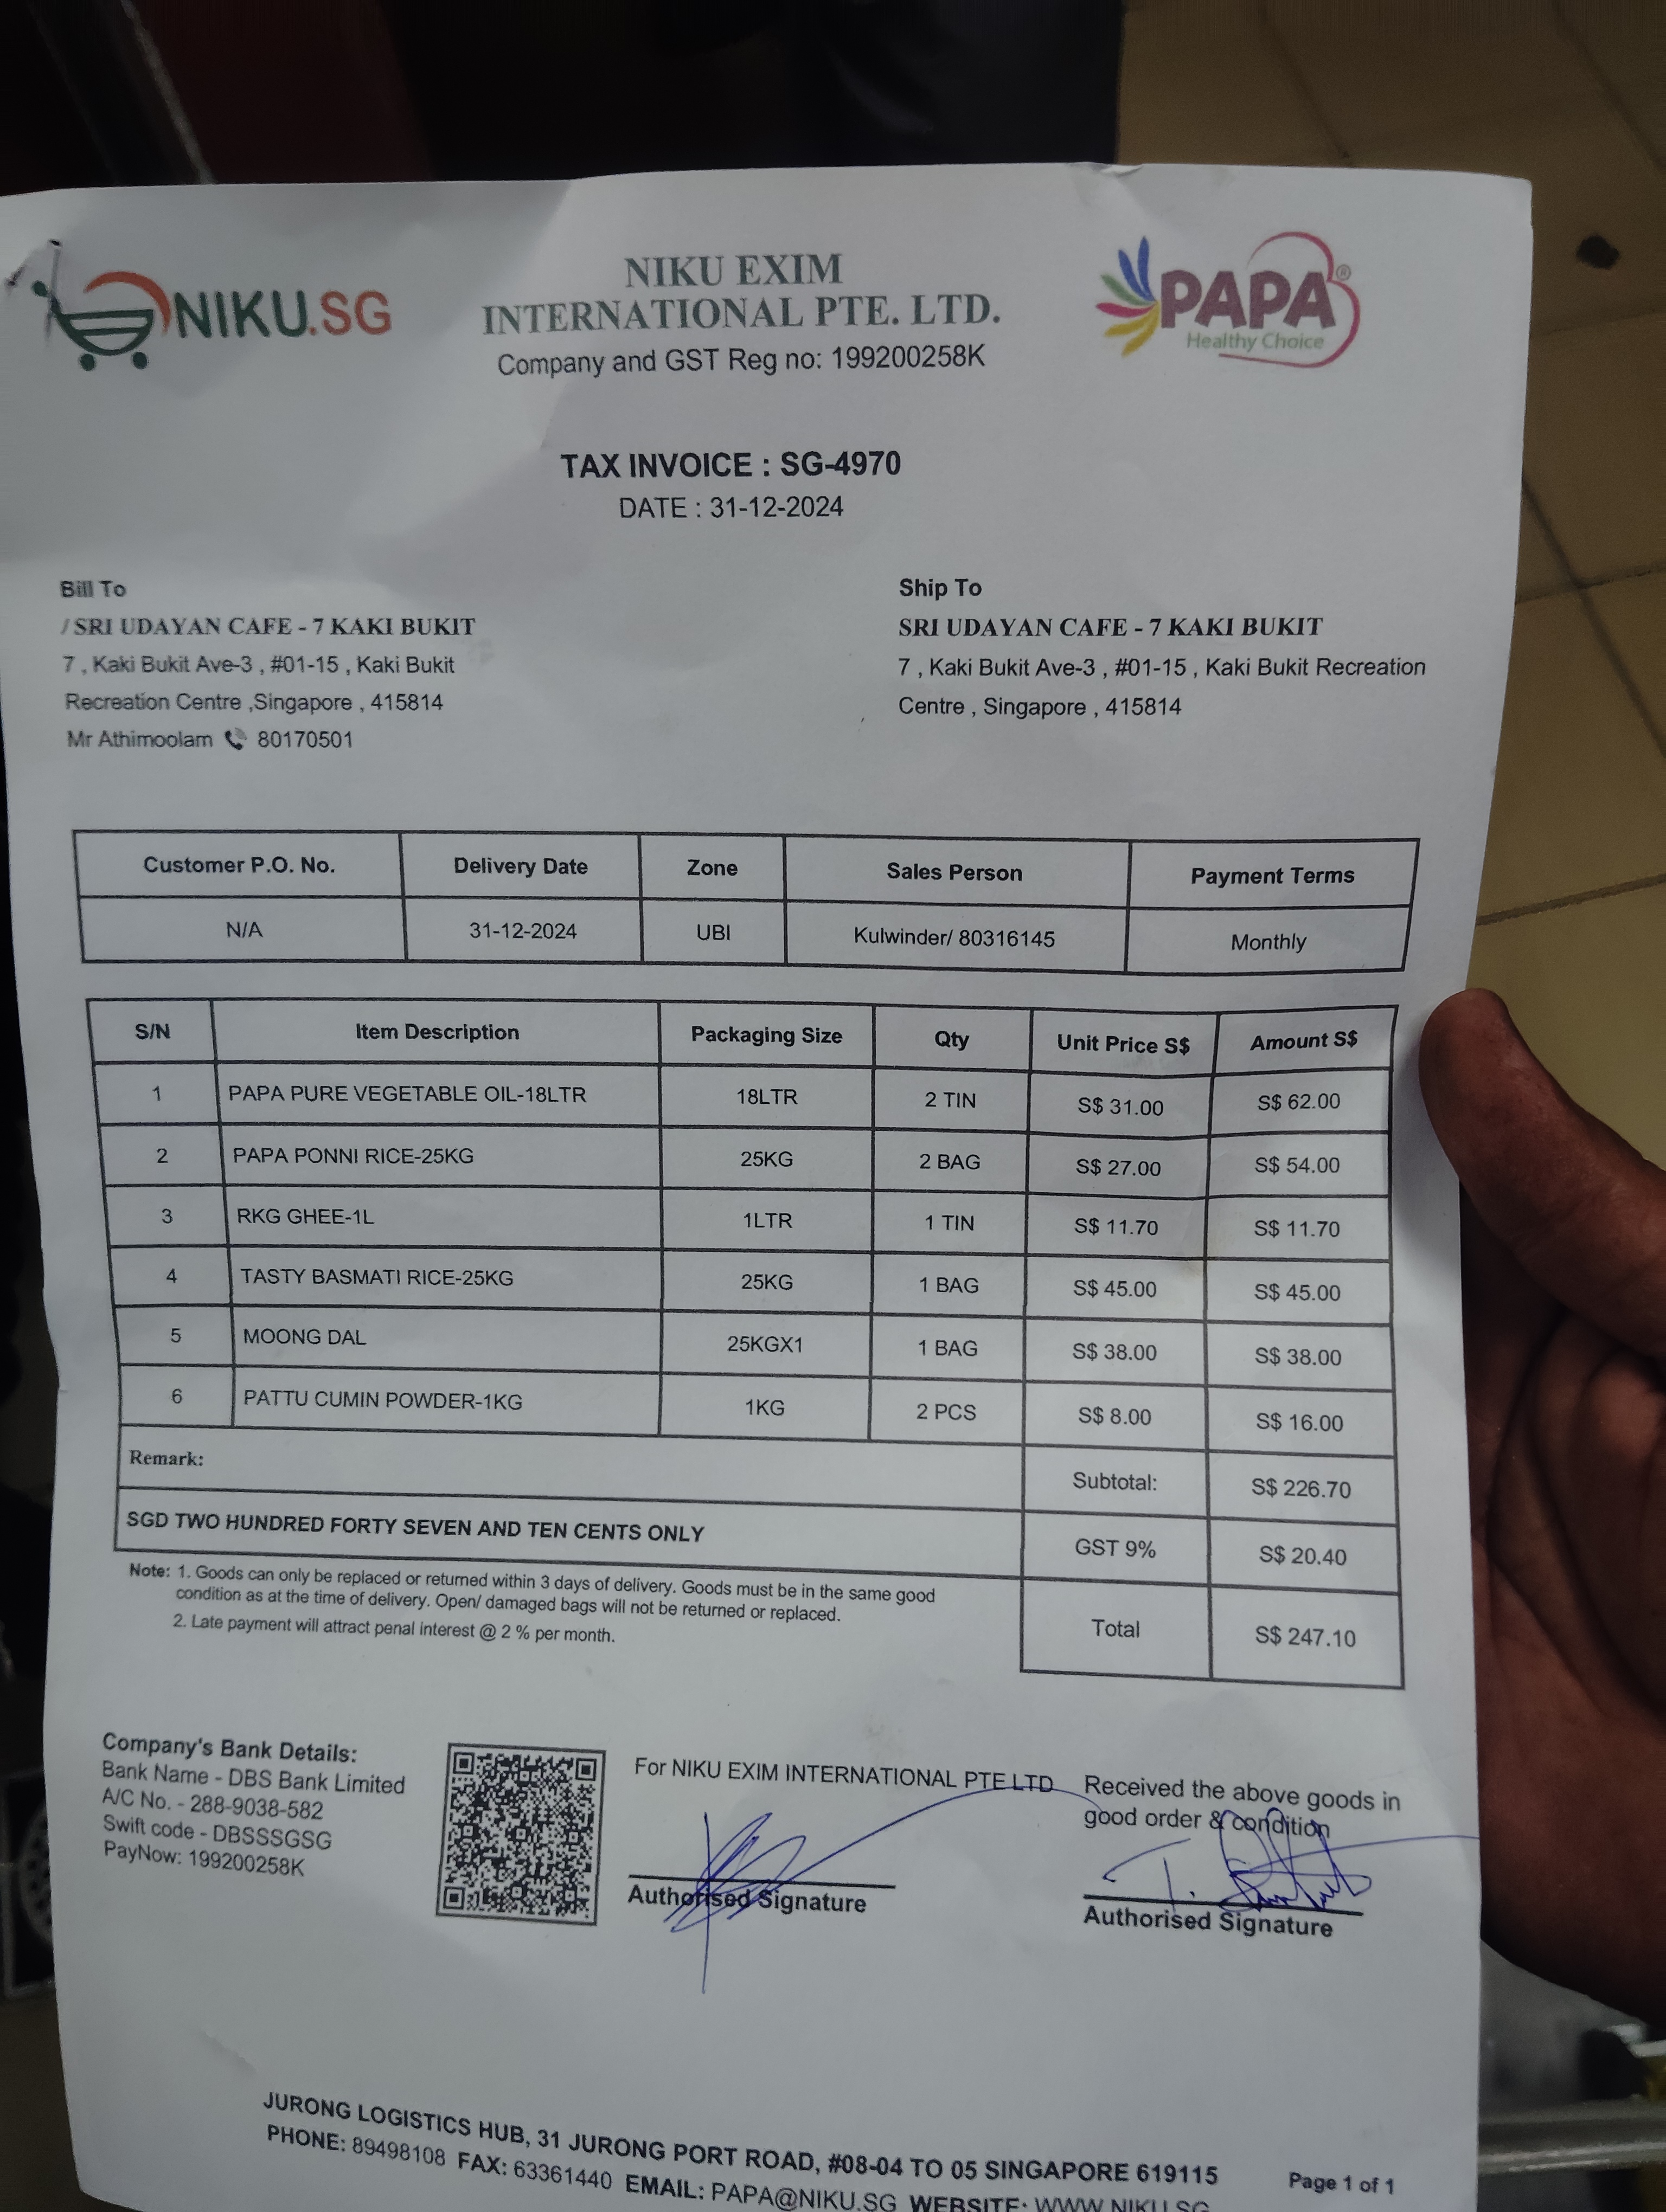 NIKU.SG
NIKU EXIM
INTERNATIONAL PTE. LTD.
Company and GST Reg no: 199200258K
PAPA®
Healthy Choice
TAX INVOICE : SG-4970
DATE : 31-12-2024
Bill To
/ SRI UDAYAN CAFE - 7 KAKI BUKIT
7 , Kaki Bukit Ave-3 , #01-15 , Kaki Bukit
Recreation Centre ,Singapore , 415814
Mr Athimoolam 80170501
Ship To
SRI UDAYAN CAFE - 7 KAKI BUKIT
7 , Kaki Bukit Ave-3 , #01-15 , Kaki Bukit Recreation
Centre , Singapore , 415814
Customer P.O. No. Delivery Date Zone Sales Person Payment Terms
N/A 31-12-2024 UBI Kulwinder/ 80316145 Monthly
S/N Item Description Packaging Size Qty Unit Price S$ Amount S$
1 PAPA PURE VEGETABLE OIL-18LTR 18LTR 2 TIN S$ 31.00 S$ 62.00
2 PAPA PONNI RICE-25KG 25KG 2 BAG S$ 27.00 S$ 54.00
3 RKG GHEE-1L 1LTR 1 TIN S$ 11.70 S$ 11.70
4 TASTY BASMATI RICE-25KG 25KG 1 BAG S$ 45.00 S$ 45.00
5 MOONG DAL 25KGX1 1 BAG S$ 38.00 S$ 38.00
6 PATTU CUMIN POWDER-1KG 1KG 2 PCS S$ 8.00 S$ 16.00
Remark: Subtotal: S$ 226.70
SGD TWO HUNDRED FORTY SEVEN AND TEN CENTS ONLY GST 9% S$ 20.40
Total S$ 247.10
Note: 1. Goods can only be replaced or returned within 3 days of delivery. Goods must be in the same good
condition as at the time of delivery. Open/ damaged bags will not be returned or replaced.
2. Late payment will attract penal interest @ 2 % per month.
Company's Bank Details:
Bank Name - DBS Bank Limited
A/C No. - 288-9038-582
Swift code - DBSSSGSG
PayNow: 199200258K
For NIKU EXIM INTERNATIONAL PTE LTD
Authorised Signature
Received the above goods in
good order & condition
Authorised Signature
JURONG LOGISTICS HUB, 31 JURONG PORT ROAD, #08-04 TO 05 SINGAPORE 619115
PHONE: 89498108 FAX: 63361440 EMAIL: PAPA@NIKU.SG WEBSITE: WWW.NIKU.SG
Page 1 of 1